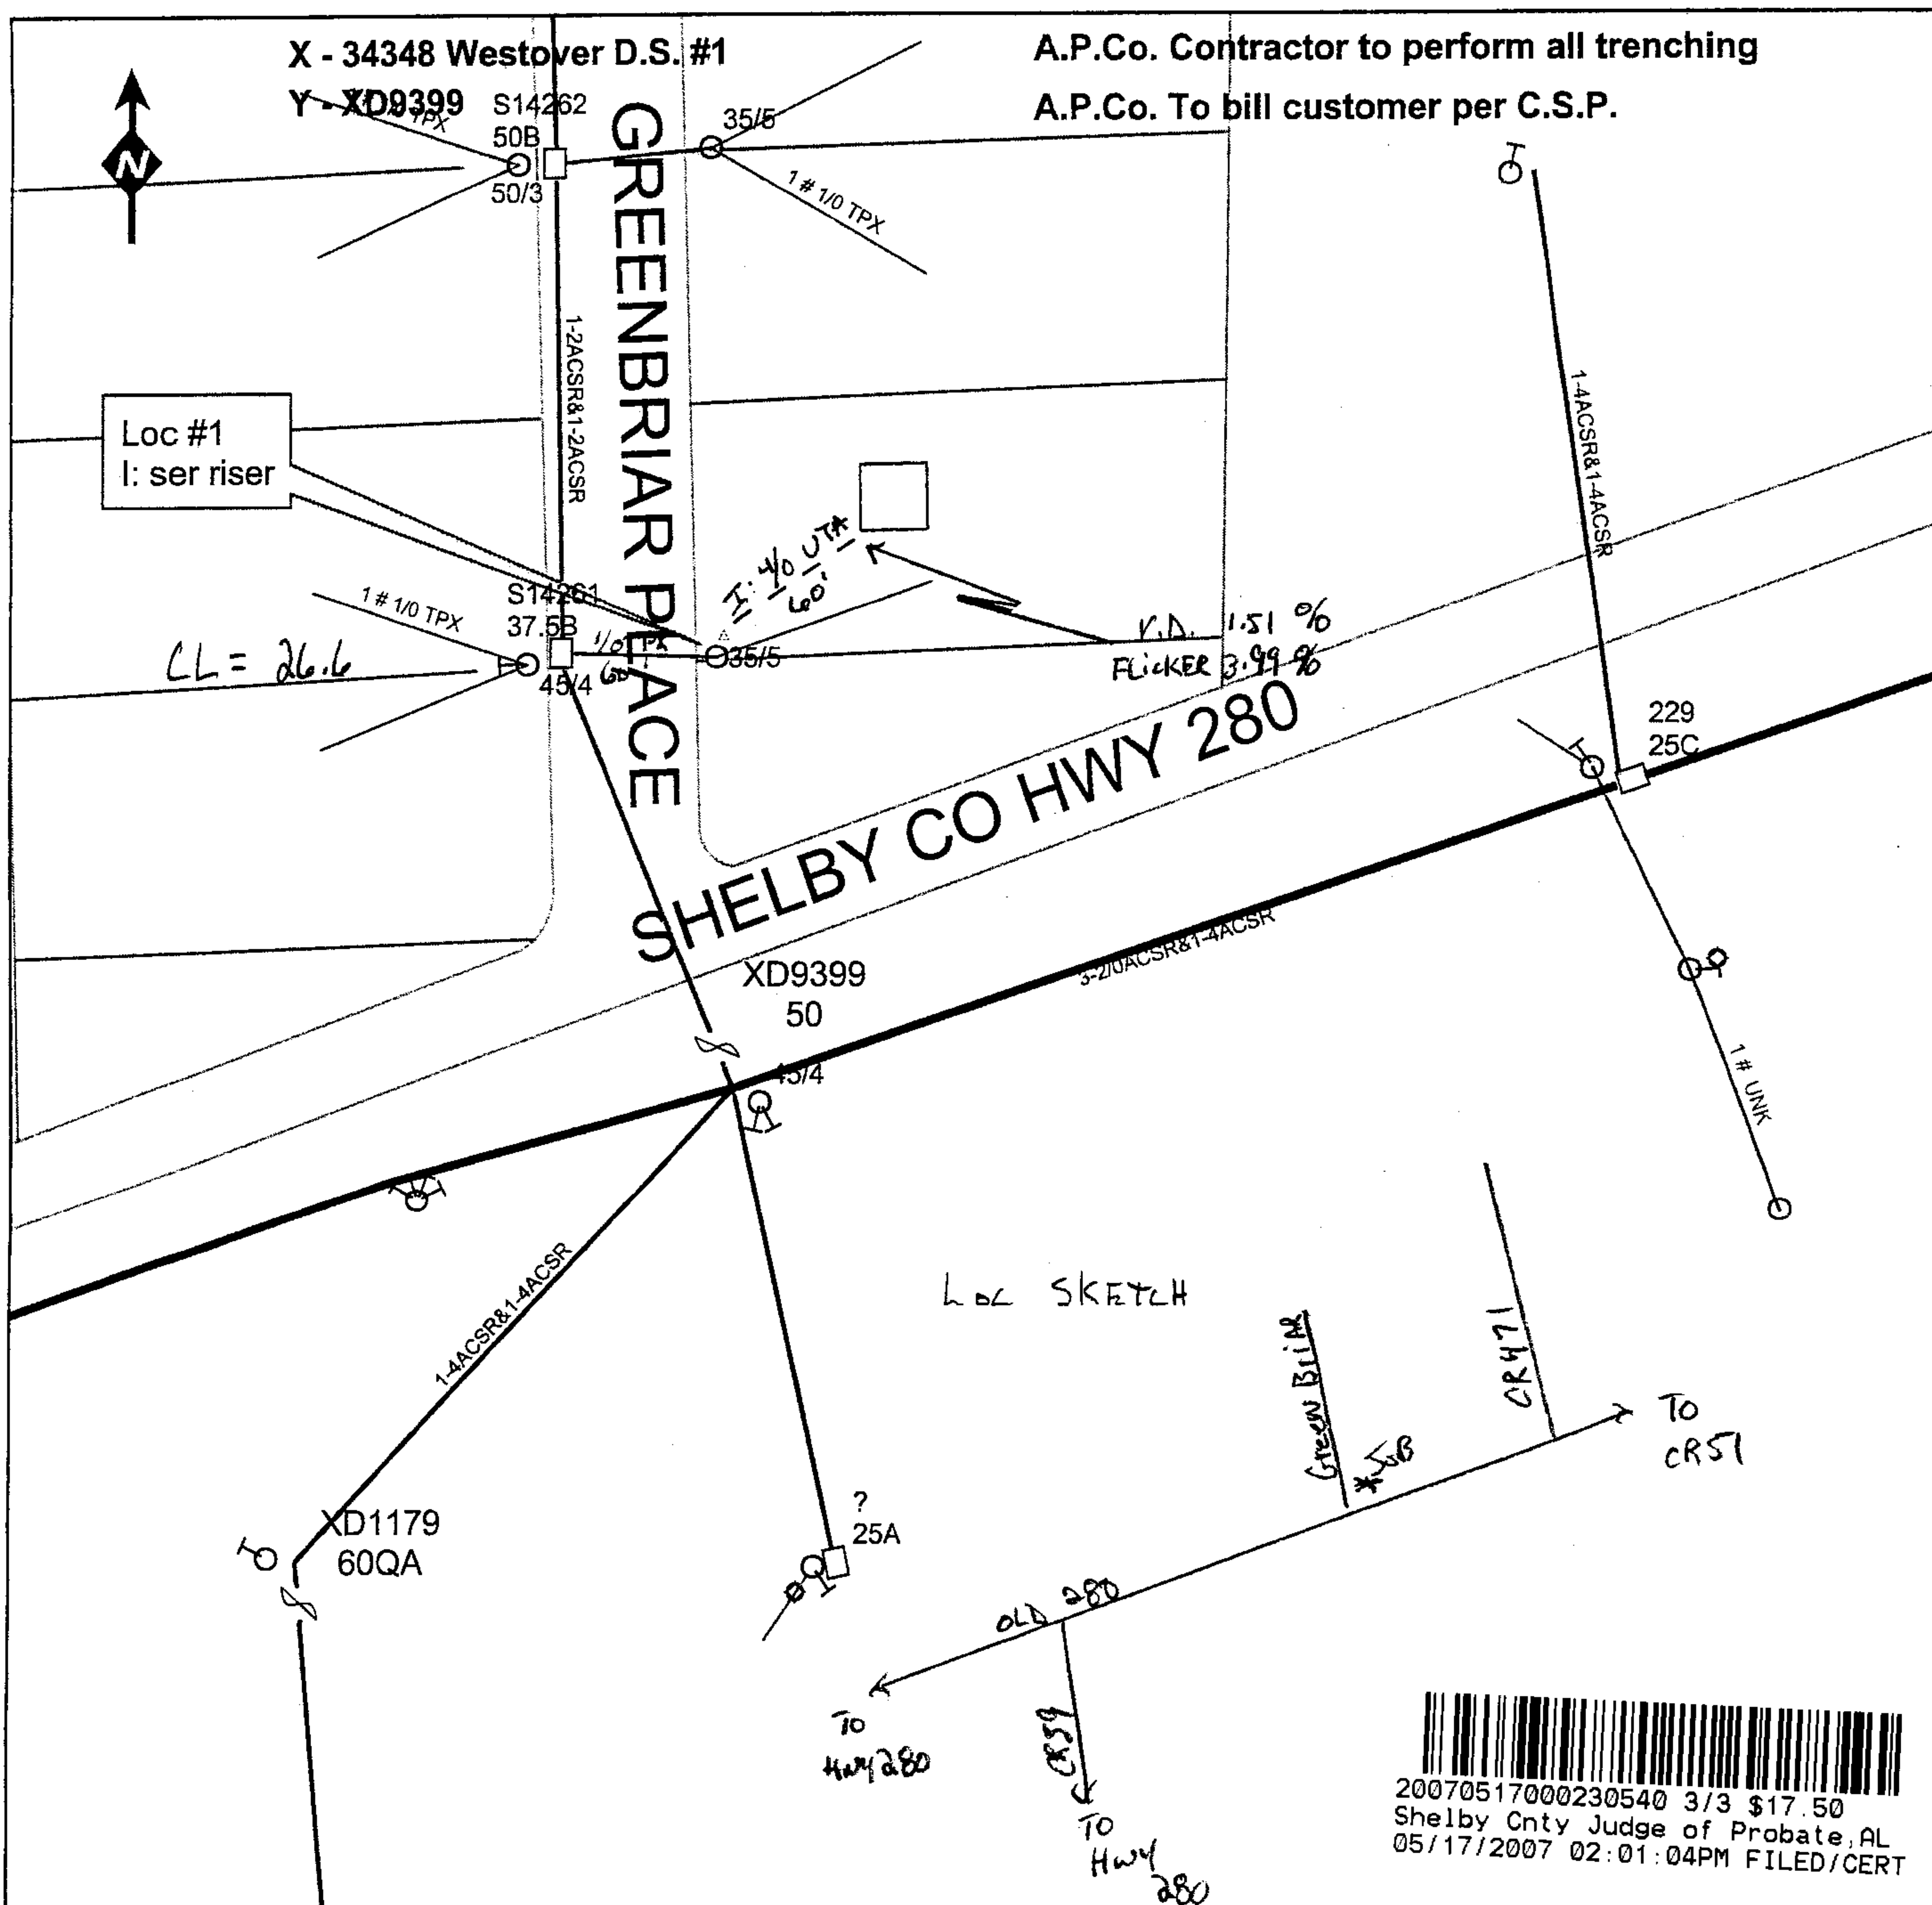 X - 34348 Westover D.S. #1
Y - XD9399
A.P.Co. Contractor to perform all trenching
A.P.Co. To bill customer per C.S.P.
N
TPX
S14262
50B
50/3
35/5
1 # 1/0 TPX
GREENBRIAR PLACE
1-2ACSR&1-2ACSR
Loc #1
I: ser riser
1-4ACSR&1-4ACSR
I: 4/0 UTA
60'
1 # 1/0 TPX
S14261
37.5B
45/4
1/0 TPX
60'
35/5
CL = 26.6
V.D. 1.51 %
FLICKER 3.99 %
SHELBY CO HWY 280
229
25C
3-2/0ACSR&1-4ACSR
XD9399
50
45/4
1 # UNK
1-4ACSR&1-4ACSR
LOC SKETCH
Green BriAR
CR471
*JOB
TO
CR51
XD1179
60QA
?
25A
OLD 280
TO
Hwy 280
CR59
TO
Hwy
280
20070517000230540 3/3 $17.50
Shelby Cnty Judge of Probate, AL
05/17/2007 02:01:04PM FILED/CERT